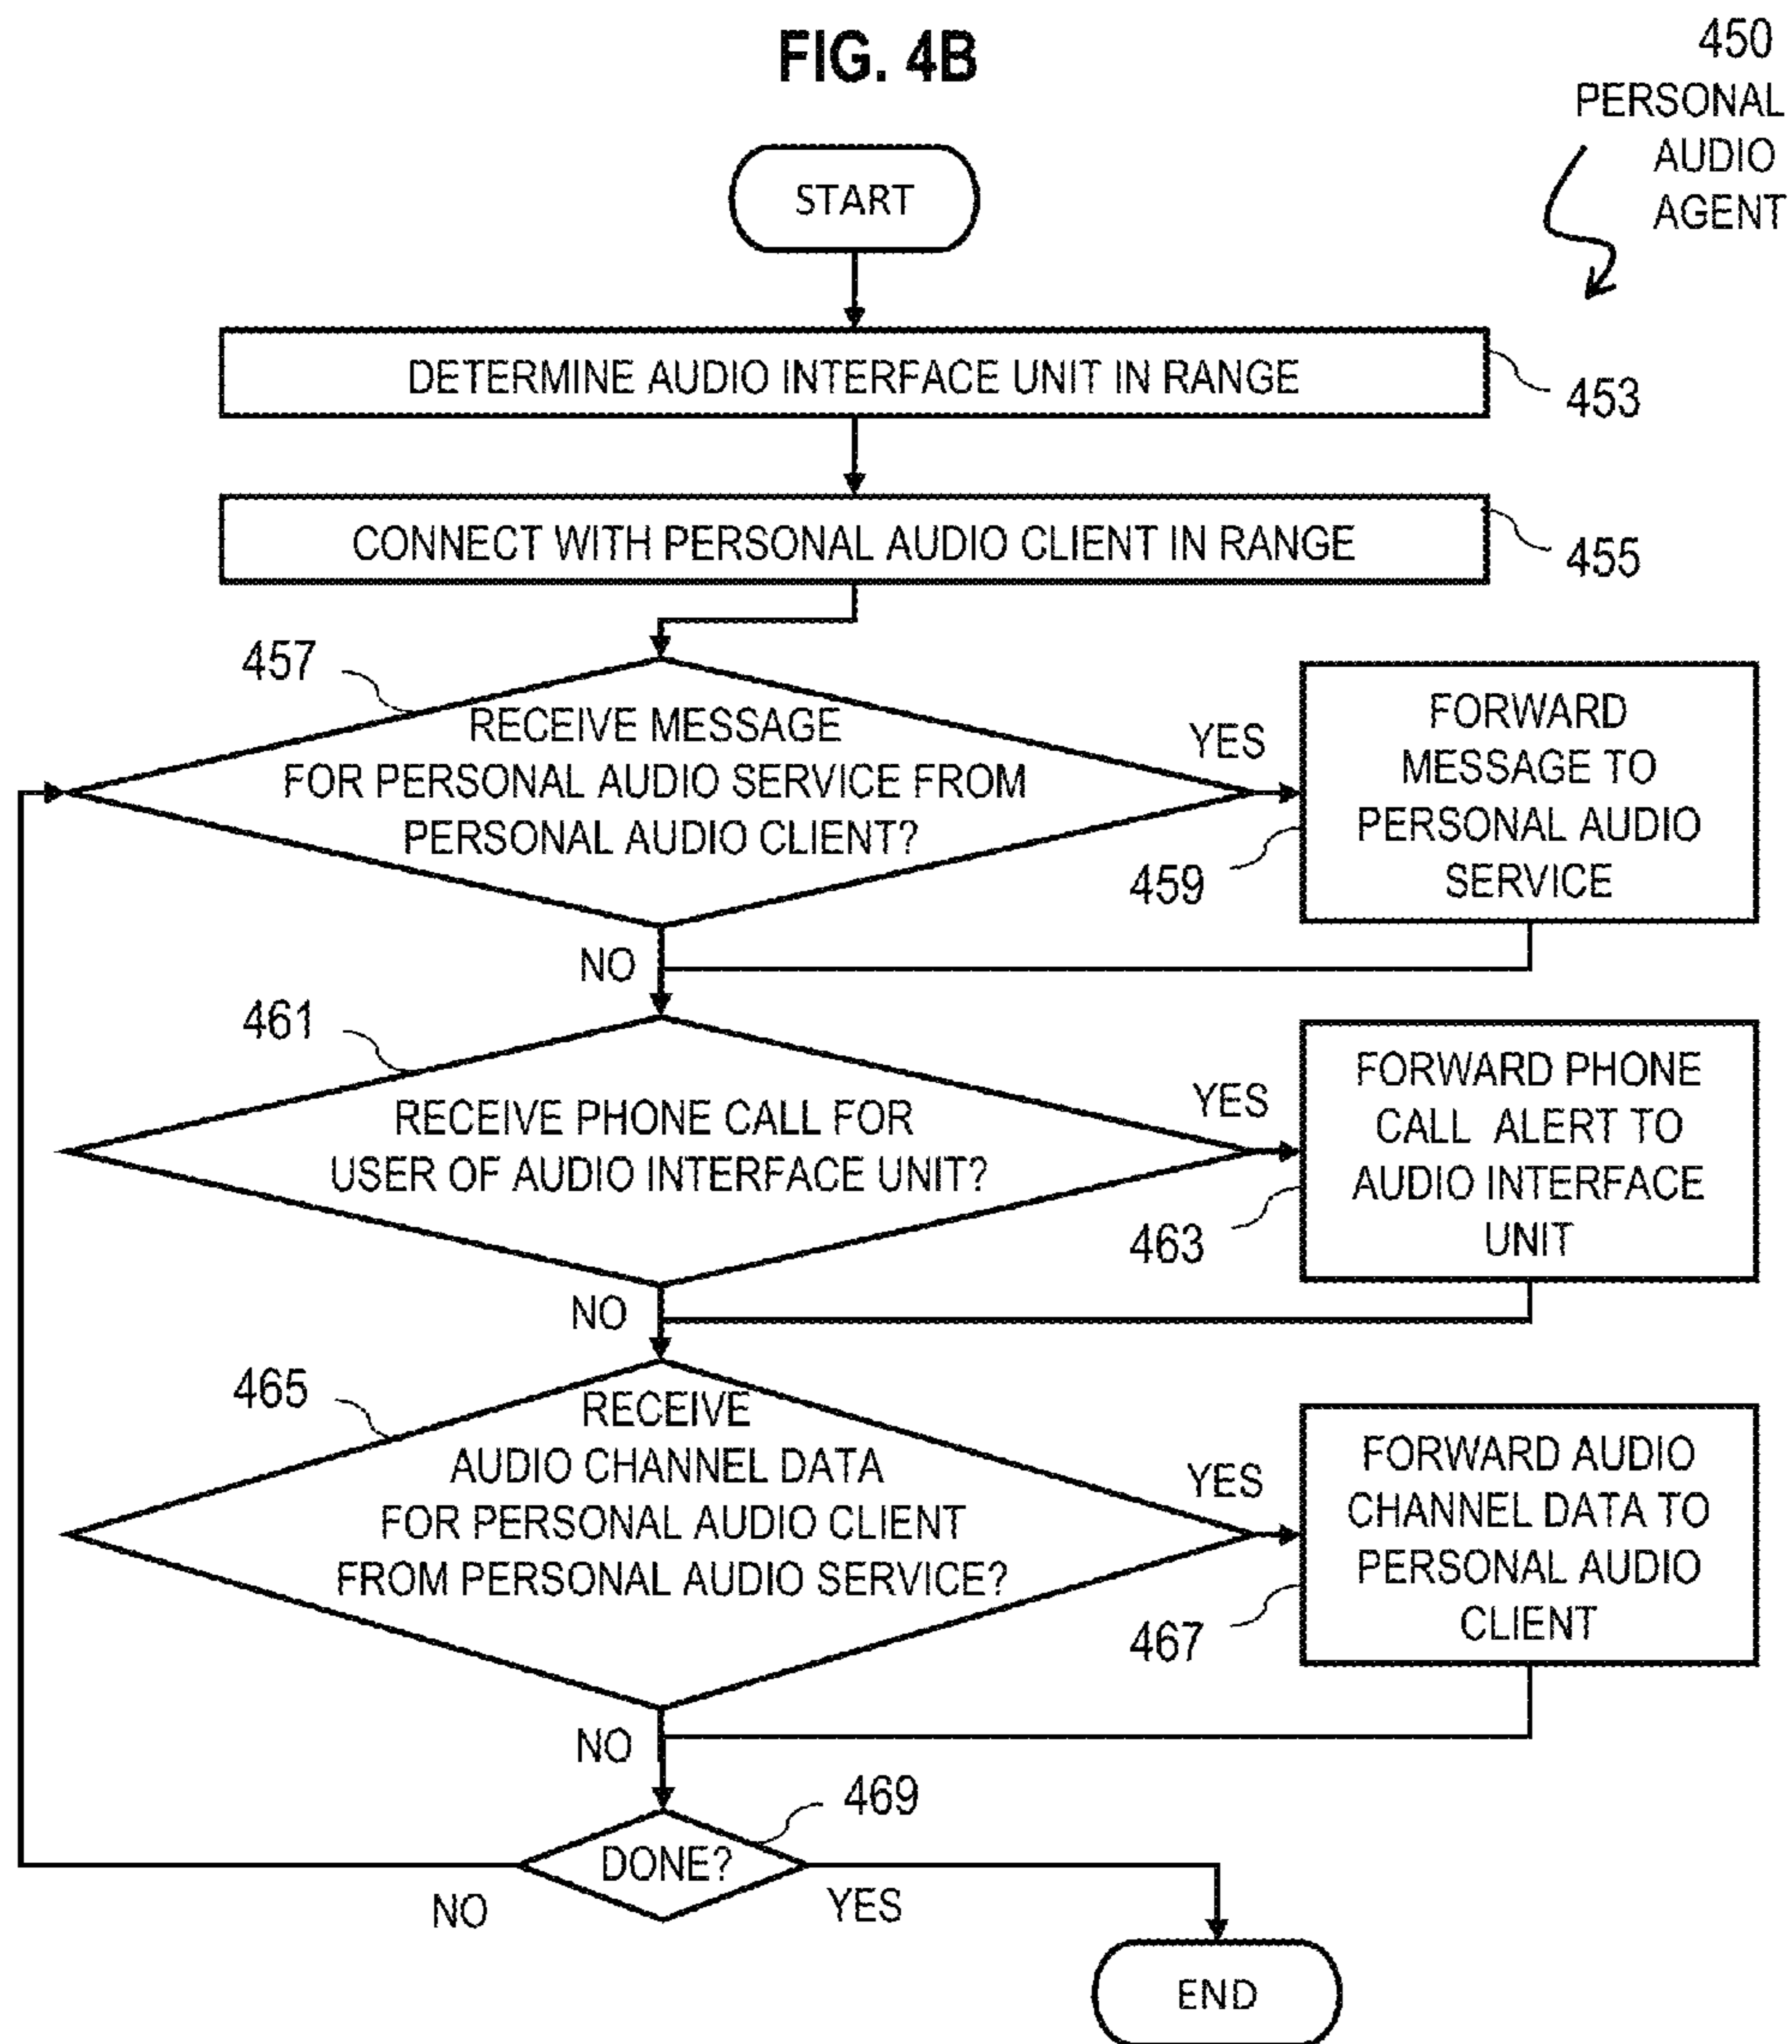 FIG. 4B
450
PERSONAL
AUDIO
AGENT
START
DETERMINE AUDIO INTERFACE UNIT IN RANGE
453
CONNECT WITH PERSONAL AUDIO CLIENT IN RANGE
455
457
RECEIVE MESSAGE
FOR PERSONAL AUDIO SERVICE FROM
PERSONAL AUDIO CLIENT?
YES
FORWARD
MESSAGE TO
PERSONAL AUDIO
SERVICE
459
NO
461
RECEIVE PHONE CALL FOR
USER OF AUDIO INTERFACE UNIT?
YES
FORWARD PHONE
CALL ALERT TO
AUDIO INTERFACE
UNIT
463
NO
465
RECEIVE
AUDIO CHANNEL DATA
FOR PERSONAL AUDIO CLIENT
FROM PERSONAL AUDIO SERVICE?
YES
FORWARD AUDIO
CHANNEL DATA TO
PERSONAL AUDIO
CLIENT
467
NO
469
DONE?
NO
YES
END